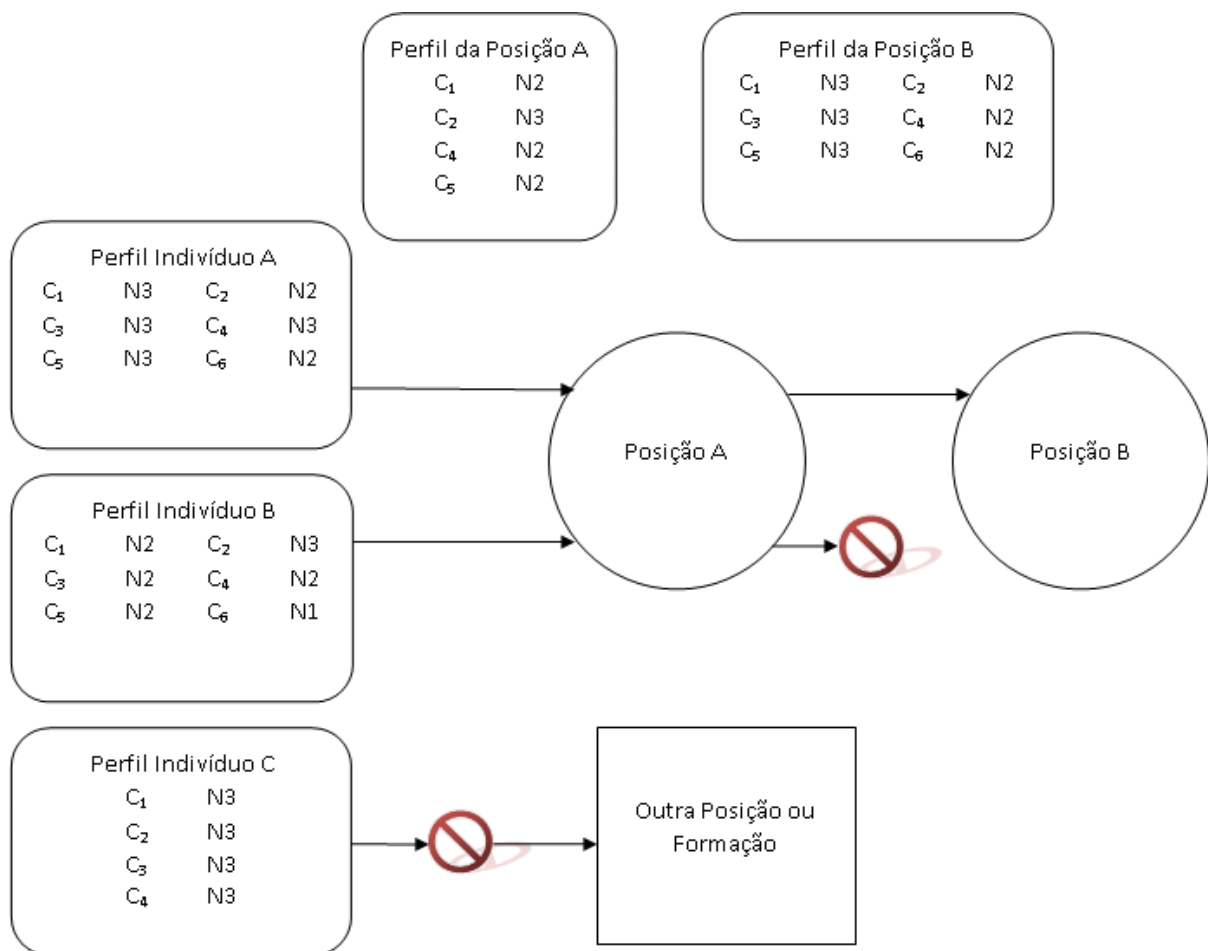 Perfil da Posição A
C₁ N2
C₂ N3
C₄ N2
C₅ N2
Perfil da Posição B
C₁ N3 C₂ N2
C₃ N3 C₄ N2
C₅ N3 C₆ N2
Perfil Indivíduo A
C₁ N3 C₂ N2
C₃ N3 C₄ N3
C₅ N3 C₆ N2
Posição A
Posição B
Perfil Indivíduo B
C₁ N2 C₂ N3
C₃ N2 C₄ N2
C₅ N2 C₆ N1
Perfil Indivíduo C
C₁ N3
C₂ N3
C₃ N3
C₄ N3
Outra Posição ou
Formação